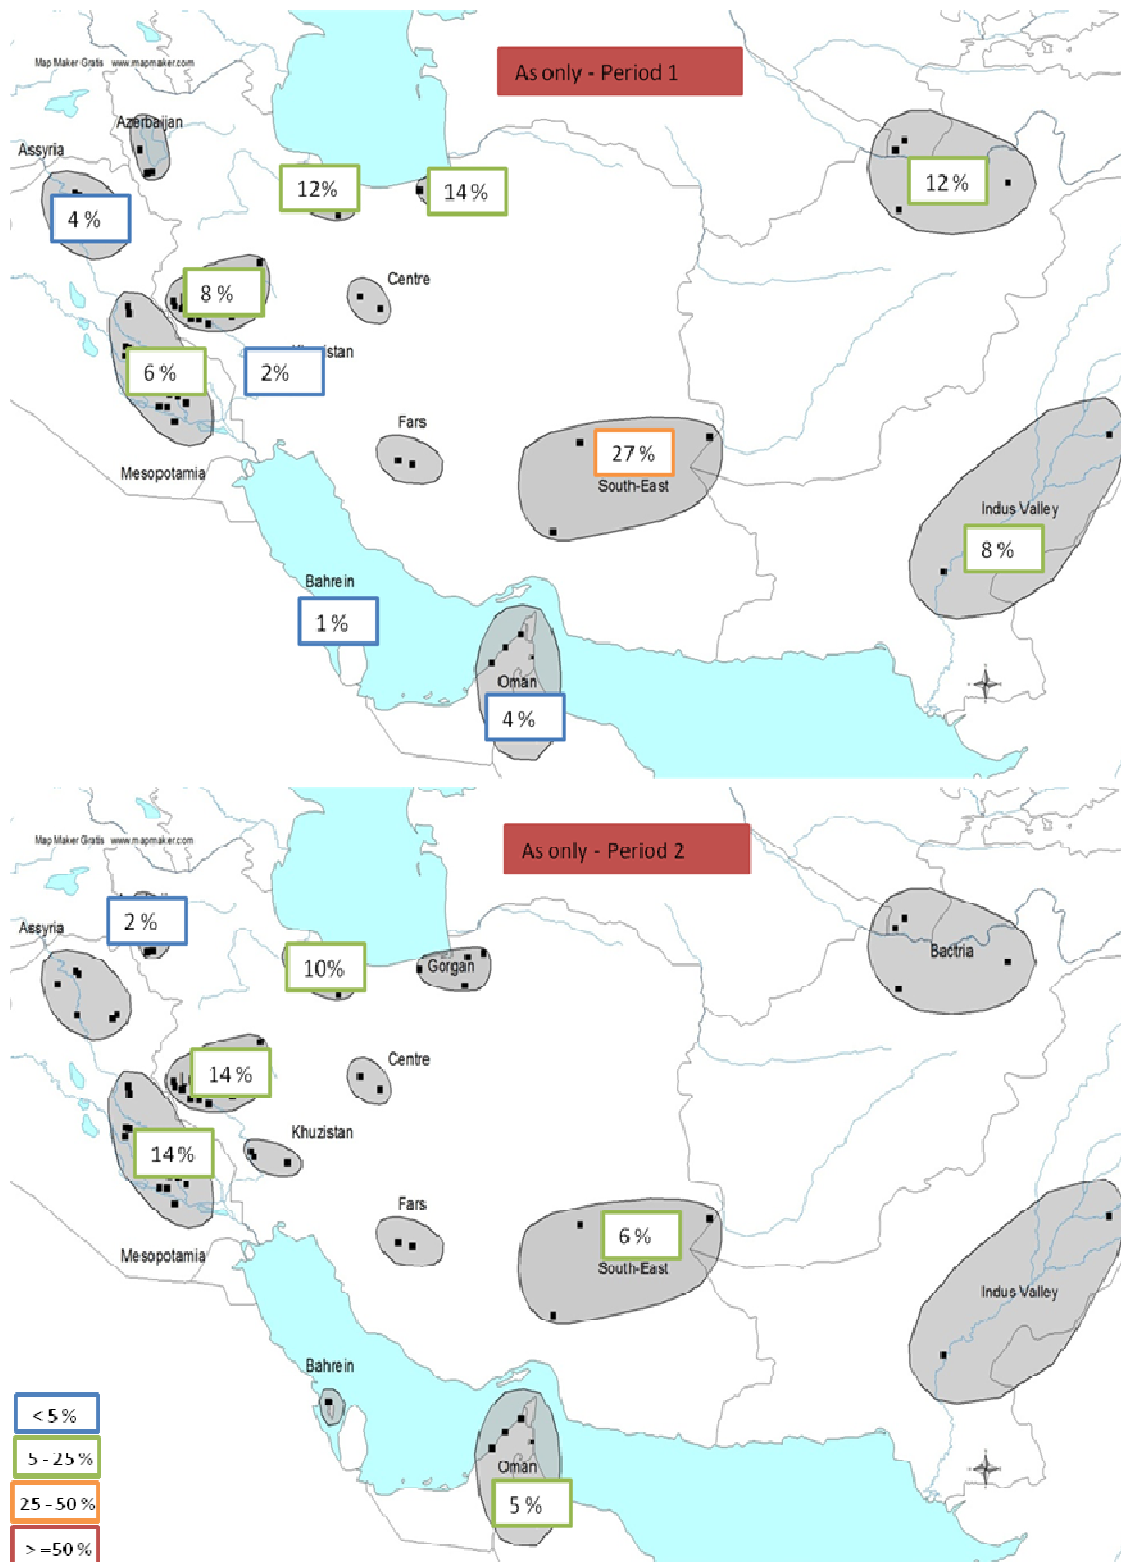 As only - Period 1
Map Maker Gratis www.mapmaker.com
Azerbaijan
Assyria
12%
14 %
12 %
4 %
8 %
Centre
6 %
2%
istan
Fars
27 %
South-East
Mesopotamia
Indus Valley
8 %
Bahrein
1 %
Oman
4 %
As only - Period 2
Map Maker Gratis www.mapmaker.com
2 %
Assyria
10%
Gorgan
Bactria
14 %
Centre
Khuzistan
14 %
Fars
6 %
South-East
Mesopotamia
Indus Valley
Bahrein
Oman
5 %
< 5 %
5 - 25 %
25 - 50 %
> =50 %